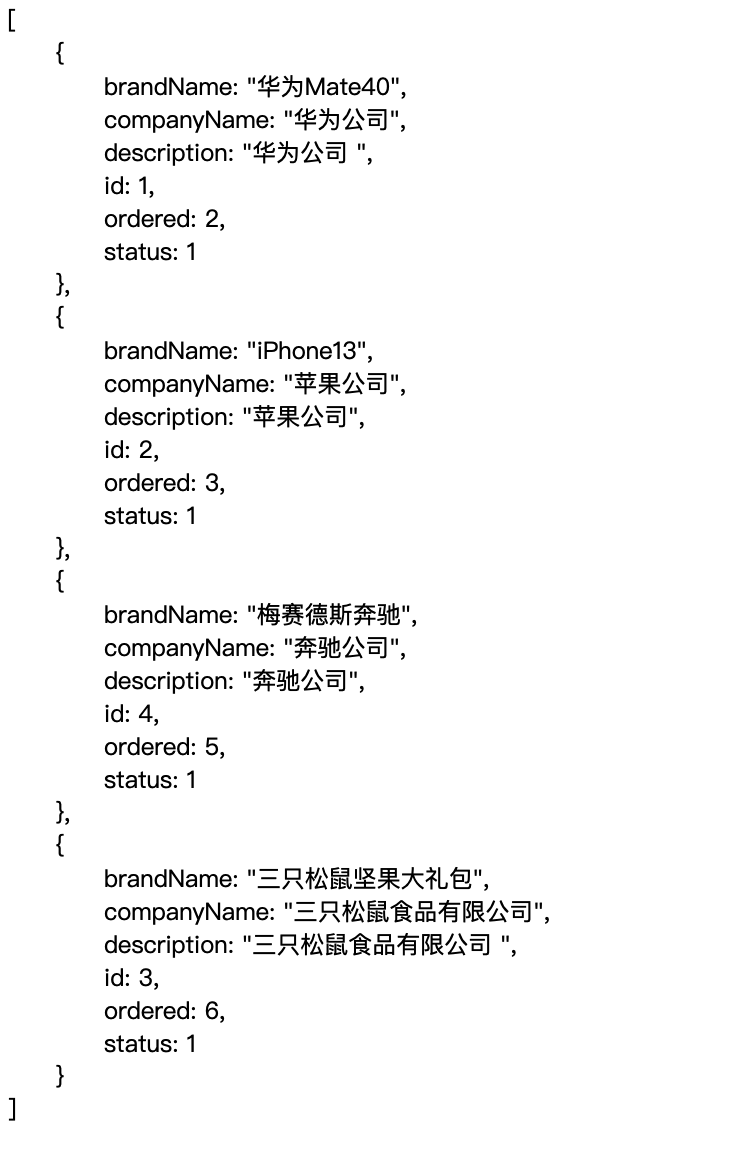 [
{
brandName: "华为Mate40",
companyName: "华为公司",
description: "华为公司 ",
id: 1,
ordered: 2,
status: 1
},
{
brandName: "iPhone13",
companyName: "苹果公司",
description: "苹果公司",
id: 2,
ordered: 3,
status: 1
},
{
brandName: "梅赛德斯奔驰",
companyName: "奔驰公司",
description: "奔驰公司",
id: 4,
ordered: 5,
status: 1
},
{
brandName: "三只松鼠坚果大礼包",
companyName: "三只松鼠食品有限公司",
description: "三只松鼠食品有限公司 ",
id: 3,
ordered: 6,
status: 1
}
]